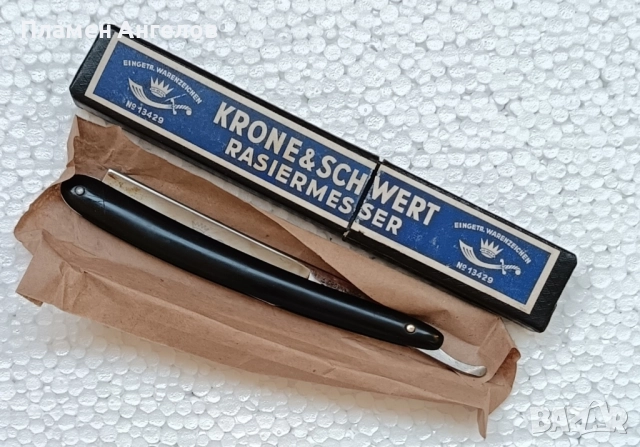 Пламен Ангелов
EINGETR. WARENZEICHEN
No 13429
KRONE & SCHWERT
RASIERMESSER
EINGETR. WARENZEICHEN
No 13429
BAZAR